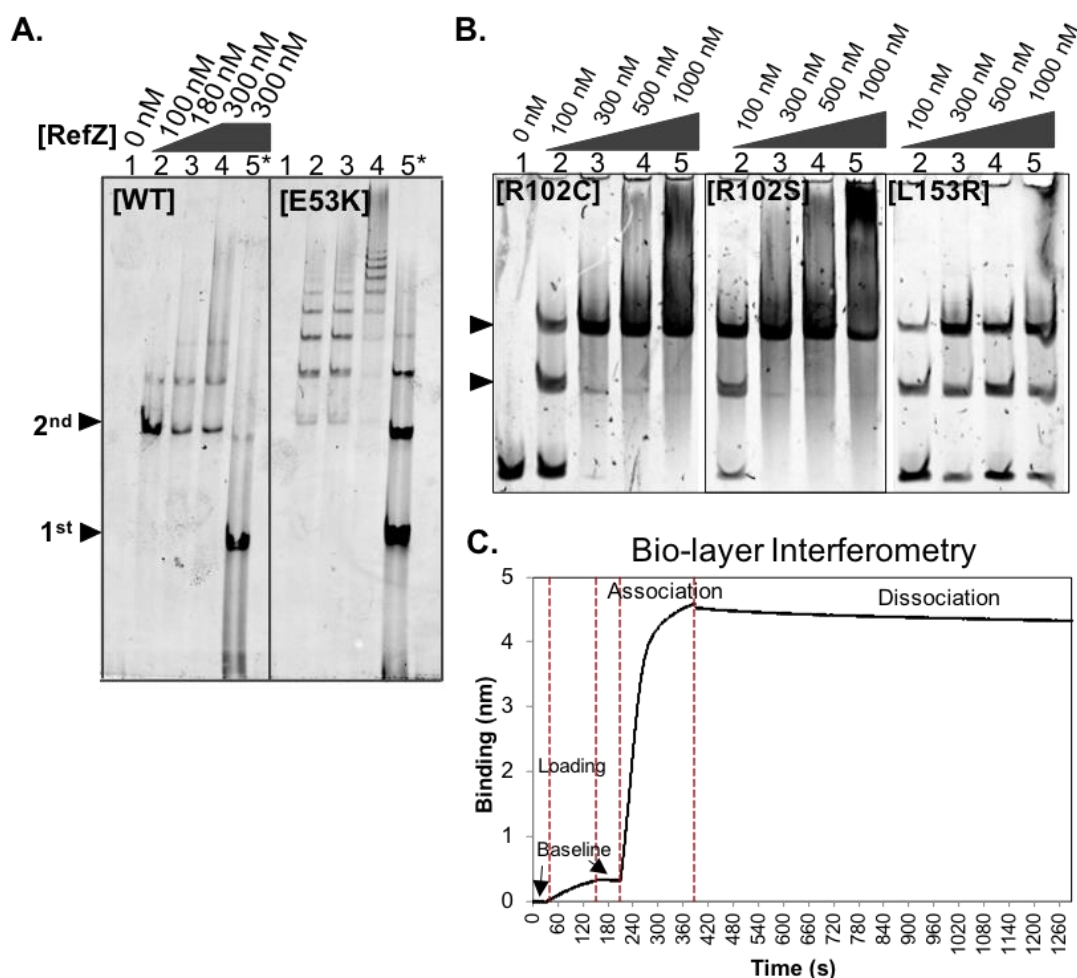 A.
0 nM
100 nM
180 nM
300 nM
300 nM
[RefZ]
1 2 3 4 5* 1 2 3 4 5*
[WT] [E53K]
2nd
1st
B.
0 nM
100 nM
300 nM
500 nM
1000 nM
100 nM
300 nM
500 nM
1000 nM
100 nM
300 nM
500 nM
1000 nM
1 2 3 4 5 2 3 4 5 2 3 4 5
[R102C] [R102S] [L153R]
C.
Bio-layer Interferometry
Association
Dissociation
Loading
Baseline
Binding (nm)
5
4
3
2
1
0
0 60 120 180 240 300 360 420 480 540 600 660 720 780 840 900 960 1020 1080 1140 1200 1260
Time (s)